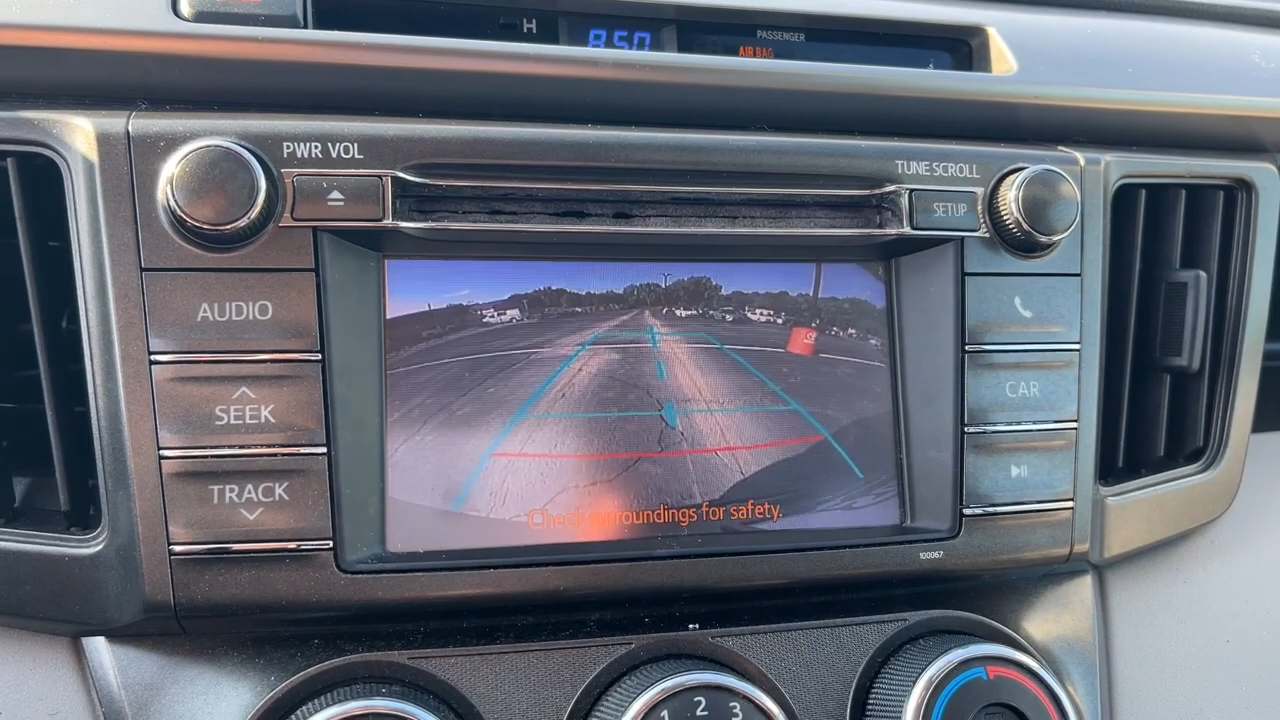 H
8:50
PASSENGER
AIR BAG
PWR VOL
TUNE SCROLL
SETUP
AUDIO
SEEK
TRACK
CAR
Check surroundings for safety.
100067
1 2 3